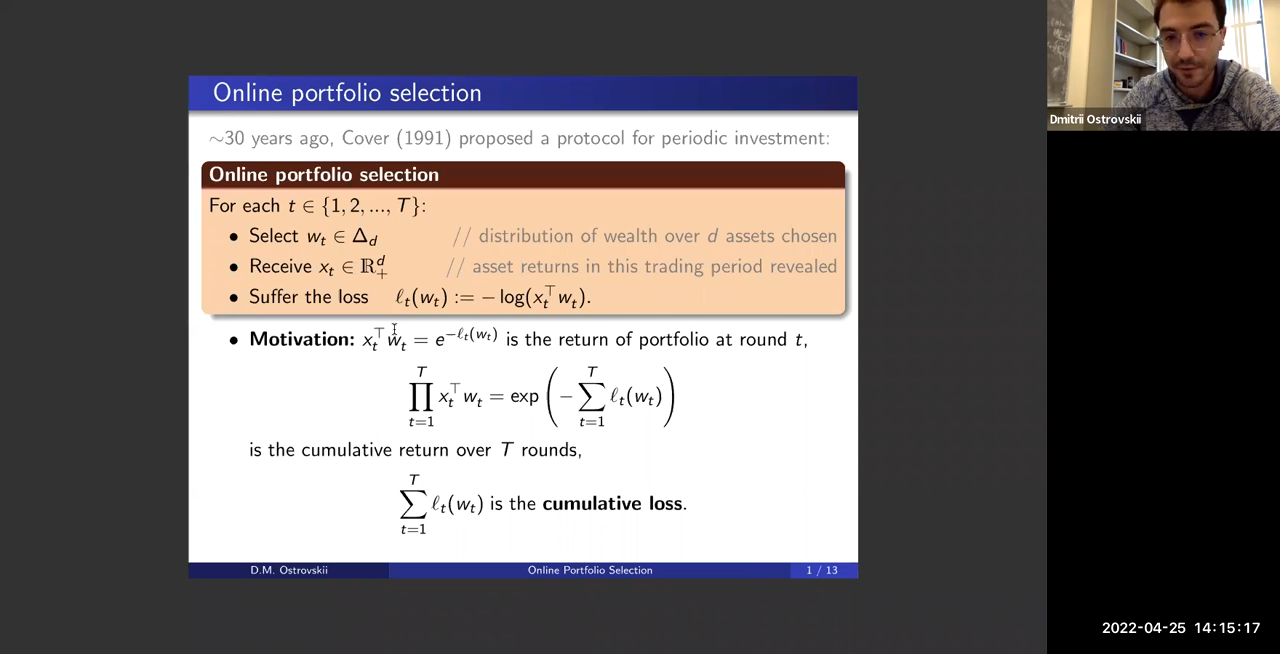 Online portfolio selection
∼30 years ago, Cover (1991) proposed a protocol for periodic investment:
Online portfolio selection
For each t ∈ {1, 2, ..., T}:
• Select w_t ∈ Δ_d // distribution of wealth over d assets chosen
• Receive x_t ∈ ℝ^d_+ // asset returns in this trading period revealed
• Suffer the loss ℓ_t(w_t) := − log(x_t^⊤ w_t).
• Motivation: x_t^⊤ w_t = e^{−ℓ_t(w_t)} is the return of portfolio at round t,
∏_{t=1}^T x_t^⊤ w_t = exp(−∑_{t=1}^T ℓ_t(w_t))
is the cumulative return over T rounds,
∑_{t=1}^T ℓ_t(w_t) is the cumulative loss.
D.M. Ostrovskii Online Portfolio Selection 1 / 13
Dmitrii Ostrovskii
2022-04-25 14:15:17